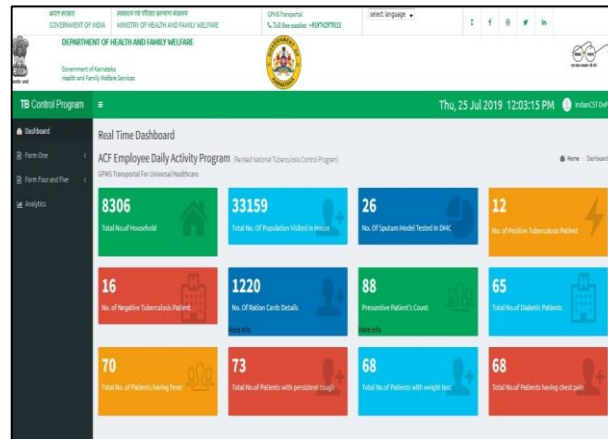 भारत सरकार
GOVERNMENT OF INDIA
स्वास्थ्य एवं परिवार कल्याण मंत्रालय
MINISTRY OF HEALTH AND FAMILY WELFARE
GPMS Transportal
select language
DEPARTMENT OF HEALTH AND FAMILY WELFARE
Government of Karnataka
Health and Family Welfare Services
TB Control Program
Thu, 25 Jul 2019 12:03:15 PM
Dashboard
Form One
Form Four and Five
Analytics
Real Time Dashboard
ACF Employee Daily Activity Program (Revised National Tuberculosis Control Program)
GPMS Transportal For Universal Healthcare
Home Dashboard
8306
Total No.of Household
33159
Total No. Of Population Visited In House
26
No. Of Sputum Model Tested In DMC
12
No. of Positive Tuberculosis Patient
16
No. of Negative Tuberculosis Patient
1220
No. Of Ration Cards Details
More info
88
Presumtive Patient's Count
More info
65
Total No.of Diabetic Patients
70
Total No. of Patients having Fever
73
Total No. of Patients with persistent cough
68
Total No. of Patients with weight loss
68
Total No.of Patients having chest pain